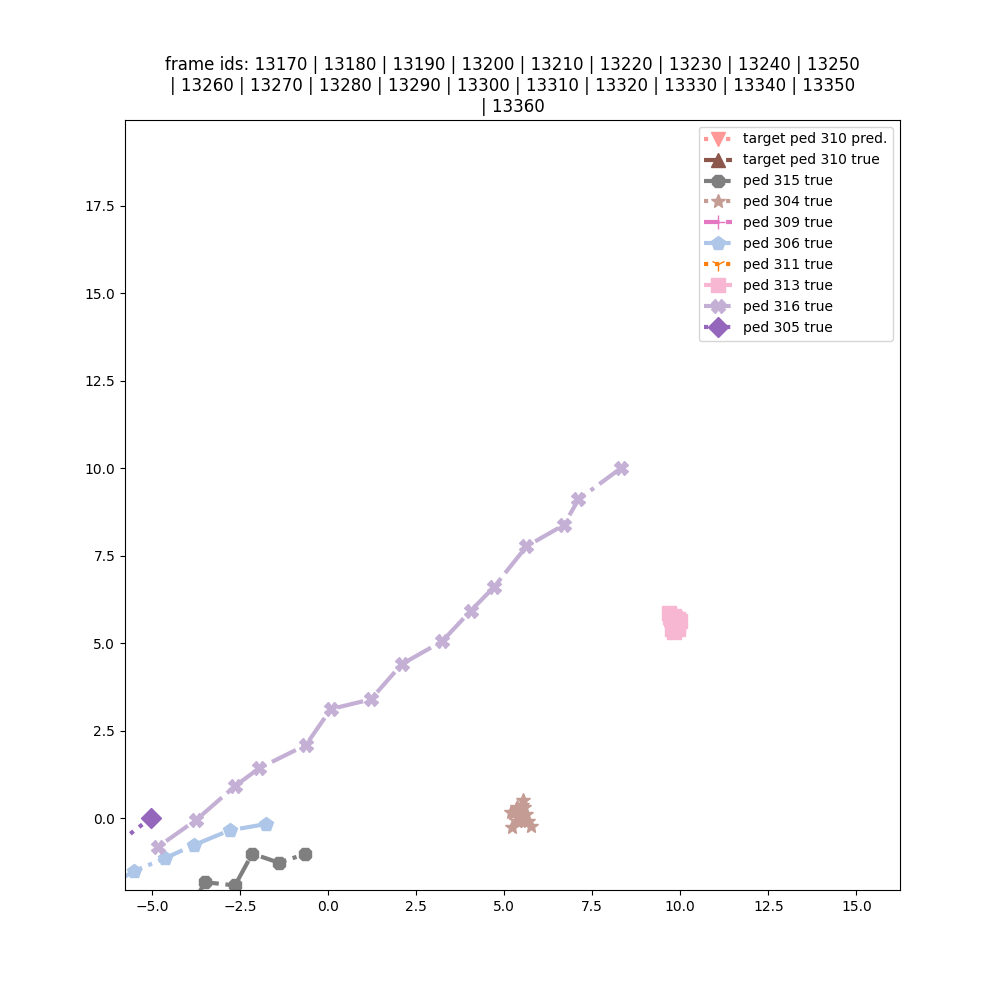 frame ids: 13170 | 13180 | 13190 | 13200 | 13210 | 13220 | 13230 | 13240 | 13250
| 13260 | 13270 | 13280 | 13290 | 13300 | 13310 | 13320 | 13330 | 13340 | 13350
| 13360
target ped 310 pred.
target ped 310 true
ped 315 true
ped 304 true
ped 309 true
ped 306 true
ped 311 true
ped 313 true
ped 316 true
ped 305 true
17.5
15.0
12.5
10.0
7.5
5.0
2.5
0.0
−5.0 −2.5 0.0 2.5 5.0 7.5 10.0 12.5 15.0